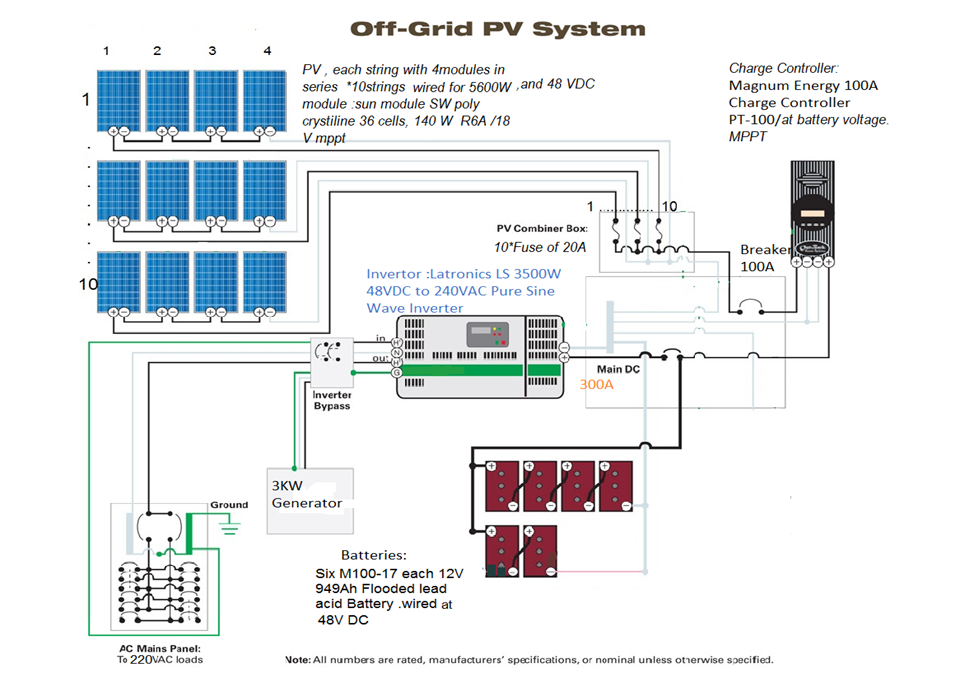 Off-Grid PV System
1 2 3 4
PV , each string with 4modules in
series *10strings wired for 5600W ,and 48 VDC
module :sun module SW poly
crystiline 36 cells, 140 W R6A /18
V mppt
Charge Controller:
Magnum Energy 100A
Charge Controller
PT-100/at battery voltage.
MPPT
1
10
1 10
PV Combiner Box:
10*Fuse of 20A
Breaker
100A
Invertor :Latronics LS 3500W
48VDC to 240VAC Pure Sine
Wave Inverter
in
out
H
N
H
G
Inverter
Bypass
Main DC
300A
3KW
Generator
Ground
Batteries:
Six M100-17 each 12V
949Ah Flooded lead
acid Battery .wired at
48V DC
AC Mains Panel:
To 220VAC loads
Note: All numbers are rated, manufacturers' specifications, or nominal unless otherwise specified.